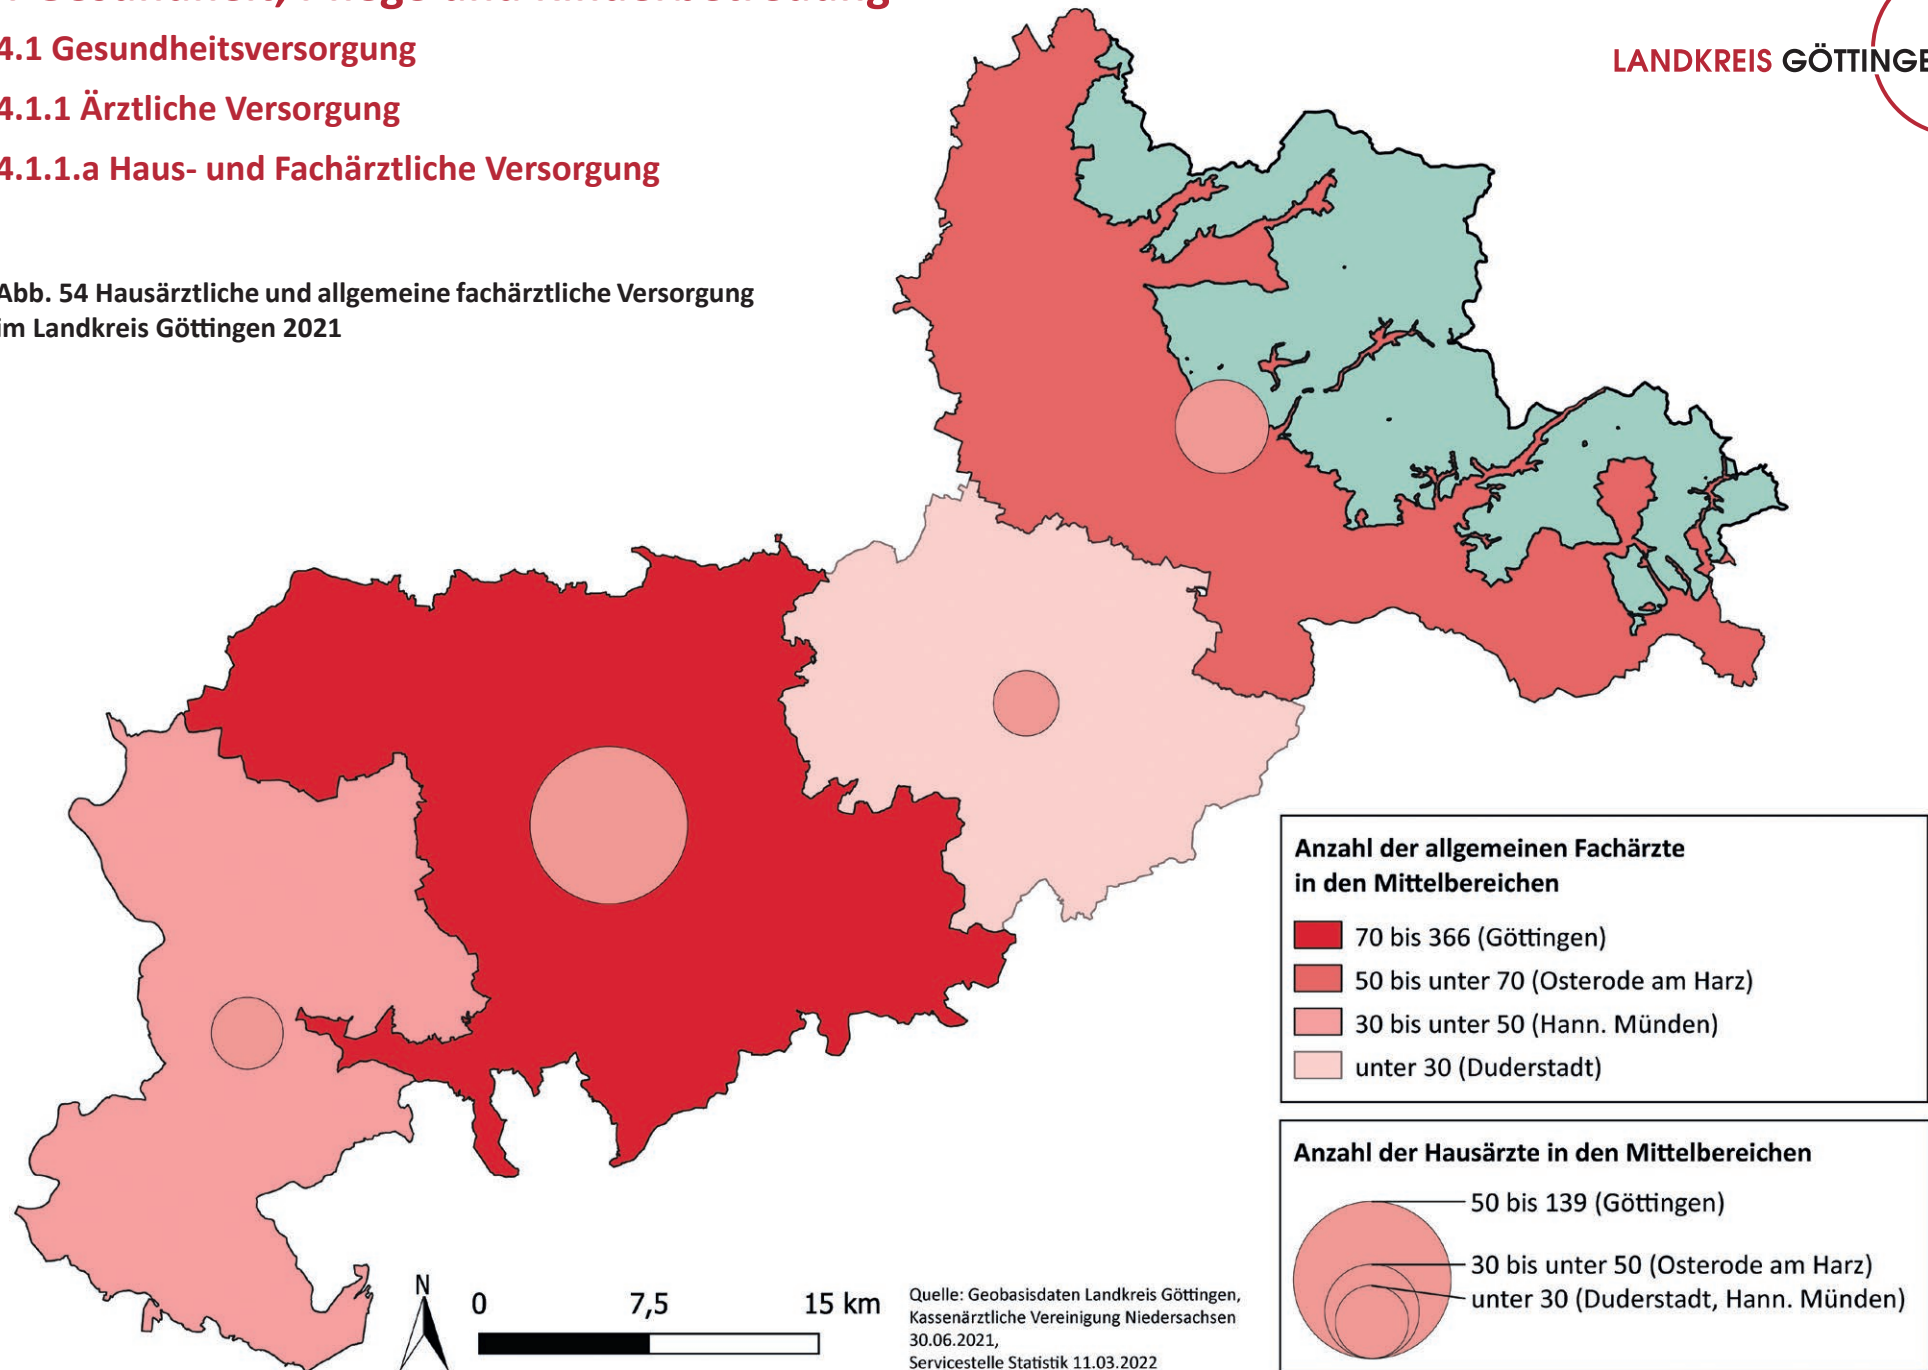 4.1 Gesundheitsversorgung
4.1.1 Ärztliche Versorgung
4.1.1.a Haus- und Fachärztliche Versorgung
LANDKREIS GÖTTINGE
Abb. 54 Hausärztliche und allgemeine fachärztliche Versorgung
im Landkreis Göttingen 2021
Anzahl der allgemeinen Fachärzte
in den Mittelbereichen
70 bis 366 (Göttingen)
50 bis unter 70 (Osterode am Harz)
30 bis unter 50 (Hann. Münden)
unter 30 (Duderstadt)
Anzahl der Hausärzte in den Mittelbereichen
50 bis 139 (Göttingen)
30 bis unter 50 (Osterode am Harz)
unter 30 (Duderstadt, Hann. Münden)
N
0 7,5 15 km
Quelle: Geobasisdaten Landkreis Göttingen,
Kassenärztliche Vereinigung Niedersachsen
30.06.2021,
Servicestelle Statistik 11.03.2022